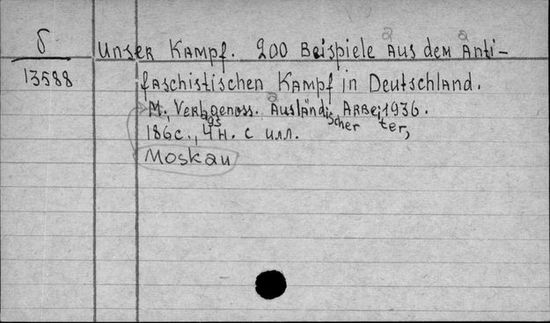 б
13588
Unser Kampf. 200 Beispiele aus dem Anti-
faschistischen Kampf in Deutschland.
M., Verlagsgenoss. Ausländischer Arbeiter, 1936.
186 с., 4 н. с илл.
Moskau